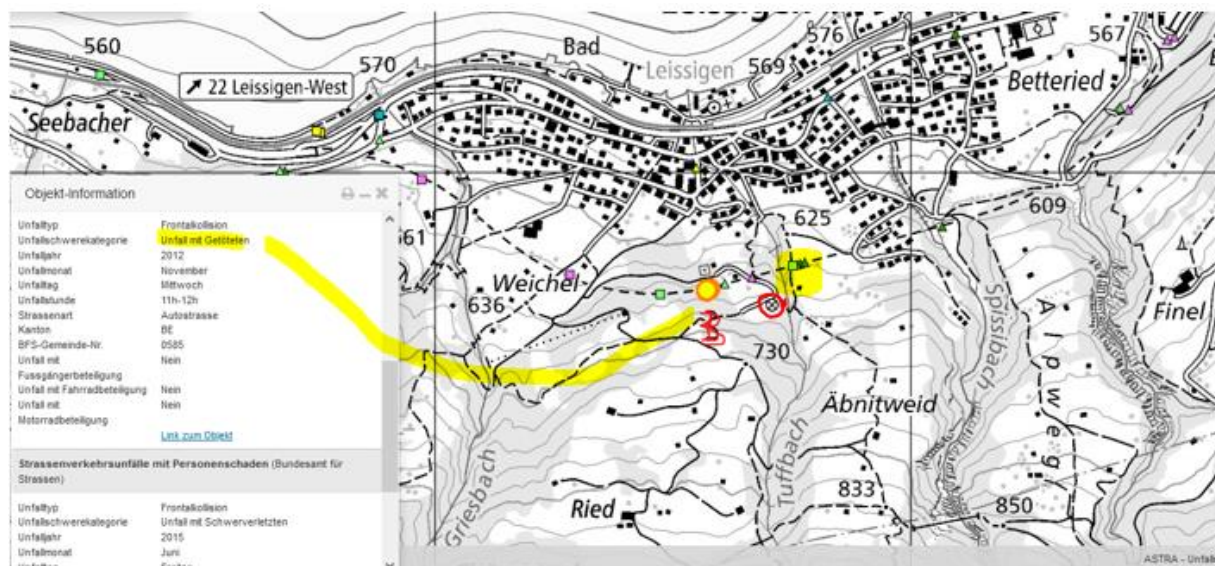 Leissigen
560
570
Bad
576
567
22 Leissigen-West
Leissigen
569
Betteried
Seebacher
Objekt-Information
Unfalltyp Frontalkollision
Unfallschwerekategorie Unfall mit Getöteten
Unfalljahr 2012
Unfallmonat November
Unfalltag Mittwoch
Unfallstunde 11h-12h
Strassenart Autostrasse
Kanton BE
BFS-Gemeinde-Nr. 0585
Unfall mit Nein
Fussgängerbeteiligung
Unfall mit Fahrradbeteiligung Nein
Unfall mit Nein
Motorradbeteiligung
Link zum Objekt
Strassenverkehrsunfälle mit Personenschaden (Bundesamt für
Strassen)
Unfalltyp Frontalkollision
Unfallschwerekategorie Unfall mit Schwerverletzten
Unfalljahr 2015
Unfallmonat Juni
625
609
Weichel
636
Finel
730
Spissibach
Alpweg
Äbnitweid
Griesbach
Tuffbach
833
850
Ried